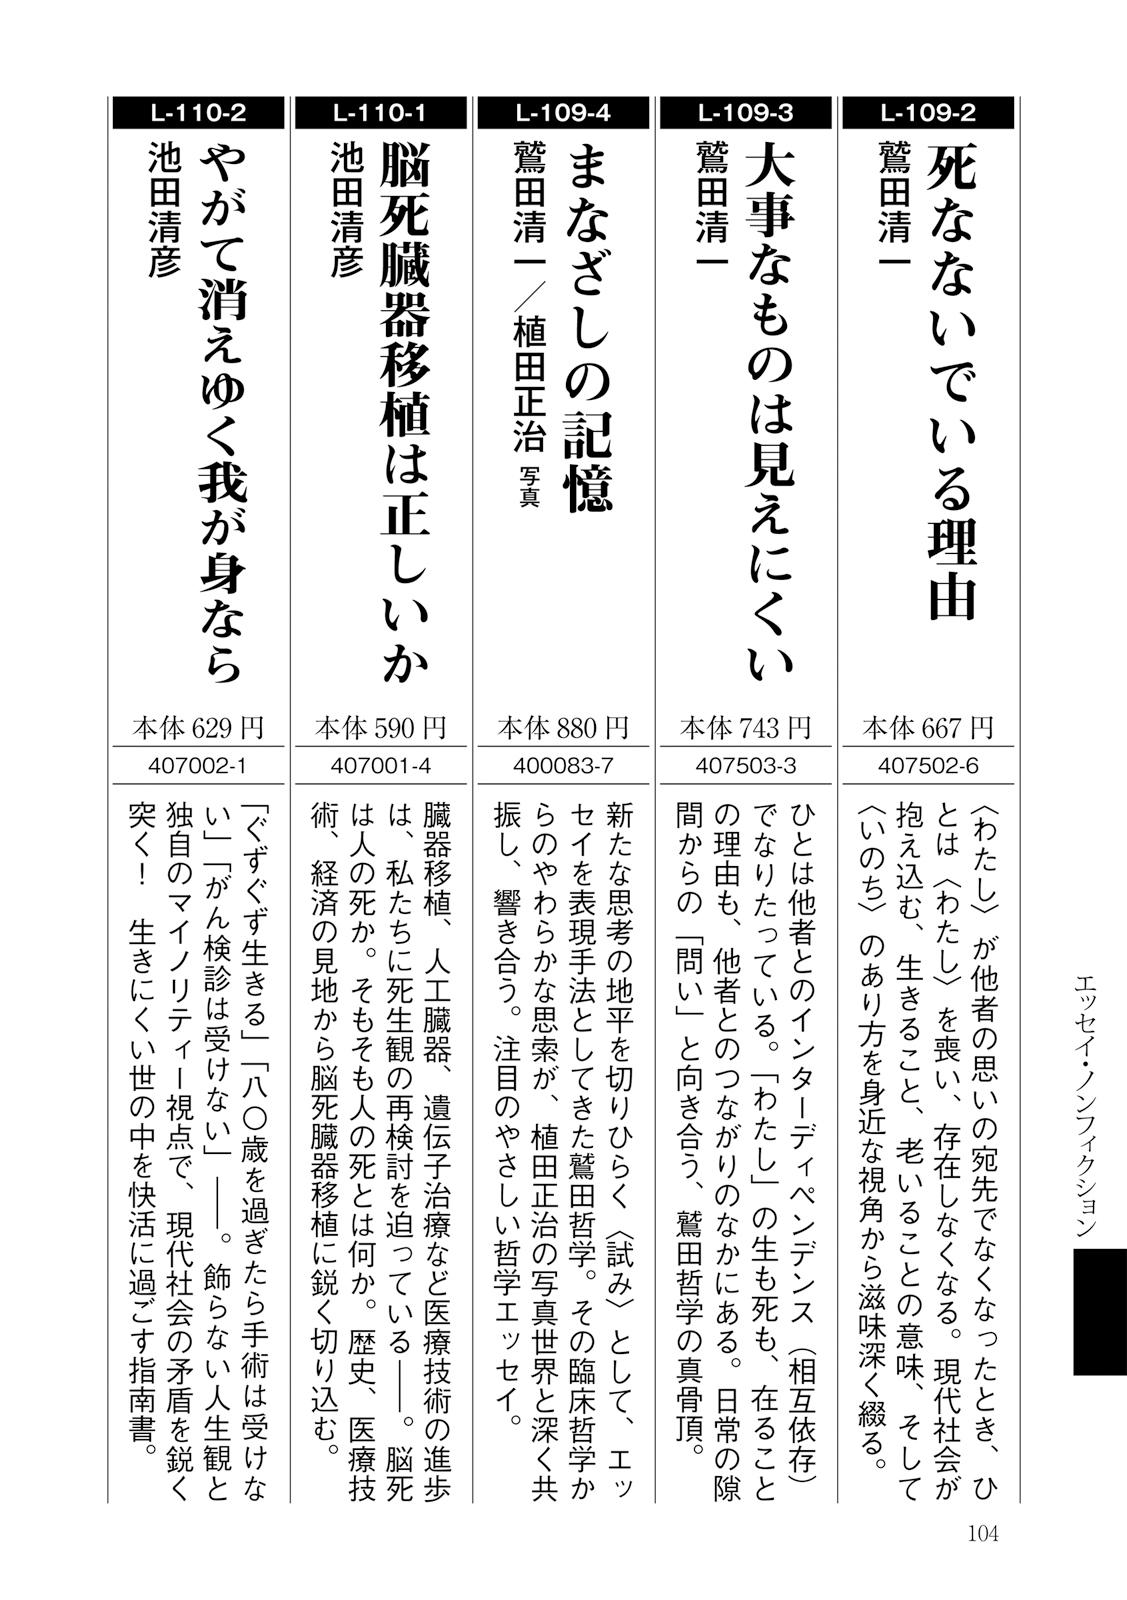 L-109-2
死なないでいる理由
鷲田清一
本体 667 円
407502-6
〈わたし〉が他者の思いの宛先でなくなったとき、ひ
とは〈わたし〉を喪い、存在しなくなる。現代社会が
抱え込む、生きること、老いることの意味、そして
〈いのち〉のあり方を身近な視角から滋味深く綴る。
L-109-3
大事なものは見えにくい
鷲田清一
本体 743 円
407503-3
ひとは他者とのインターディペンデンス（相互依存）
でなりたっている。「わたし」の生も死も、在ること
の理由も、他者とのつながりのなかにある。日常の隙
間からの「問い」と向き合う、鷲田哲学の真骨頂。
L-109-4
まなざしの記憶
鷲田清一／植田正治 写真
本体 880 円
400083-7
新たな思考の地平を切りひらく〈試み〉として、エッ
セイを表現手法としてきた鷲田哲学。その臨床哲学か
らのやわらかな思索が、植田正治の写真世界と深く共
振し、響き合う。注目のやさしい哲学エッセイ。
L-110-1
脳死臓器移植は正しいか
池田清彦
本体 590 円
407001-4
臓器移植、人工臓器、遺伝子治療など医療技術の進歩
は、私たちに死生観の再検討を迫っている――。脳死
は人の死か。そもそも人の死とは何か。歴史、医療技
術、経済の見地から脳死臓器移植に鋭く切り込む。
L-110-2
やがて消えゆく我が身なら
池田清彦
本体 629 円
407002-1
「ぐずぐず生きる」「八〇歳を過ぎたら手術は受けな
い」「がん検診は受けない」――。飾らない人生観と
独自のマイノリティー視点で、現代社会の矛盾を鋭く
突く！　生きにくい世の中を快活に過ごす指南書。
エッセイ・ノンフィクション
104